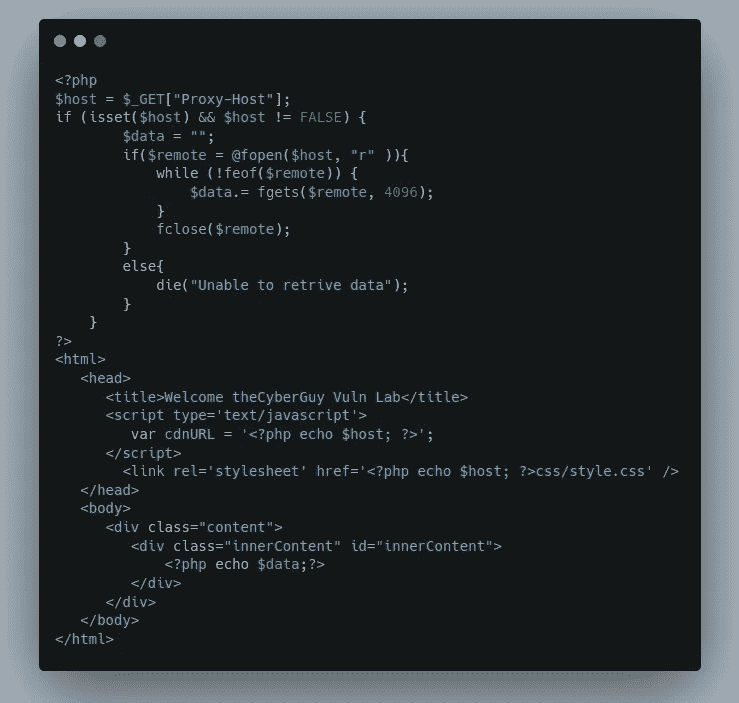 <?php
$host = $_GET["Proxy-Host"];
if (isset($host) && $host != FALSE) {
        $data = "";
        if($remote = @fopen($host, "r" )){
            while (!feof($remote)) {
                $data.= fgets($remote, 4096);
            }
            fclose($remote);
        }
        else{
            die("Unable to retrive data");
        }
    }
?>
<html>
   <head>
      <title>Welcome theCyberGuy Vuln Lab</title>
      <script type='text/javascript'>
         var cdnURL = '<?php echo $host; ?>';
      </script>
        <link rel='stylesheet' href='<?php echo $host; ?>css/style.css' />
   </head>
   <body>
      <div class="content">
         <div class="innerContent" id="innerContent">
             <?php echo $data;?>
         </div>
      </div>
   </body>
</html>